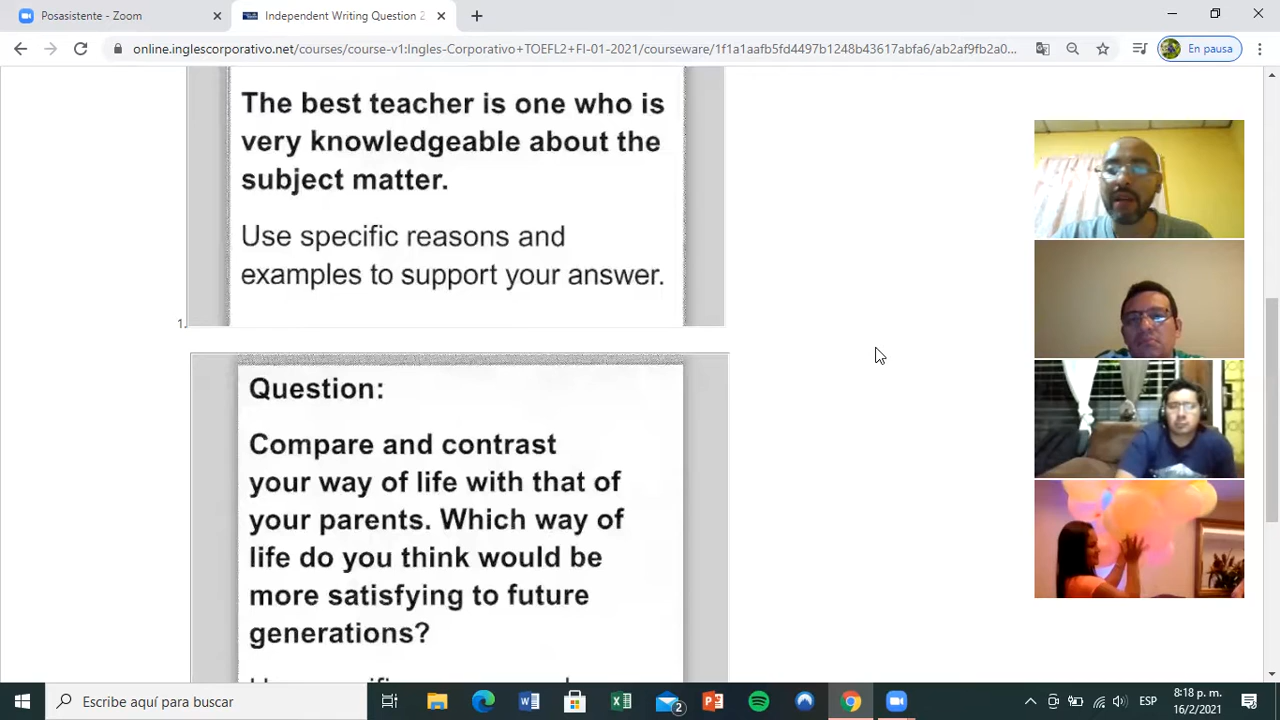 Posasistente - Zoom
Independent Writing Question 2
online.inglescorporativo.net/courses/course-v1:Ingles-Corporativo+TOEFL2+FI-01-2021/courseware/1f1a1aafb5fd4497b1248b43617abfa6/ab2af9fb2a0...
En pausa
The best teacher is one who is
very knowledgeable about the
subject matter.
Use specific reasons and
examples to support your answer.
1.
Question:
Compare and contrast
your way of life with that of
your parents. Which way of
life do you think would be
more satisfying to future
generations?
Escribe aquí para buscar
2
ESP
8:18 p. m.
16/2/2021